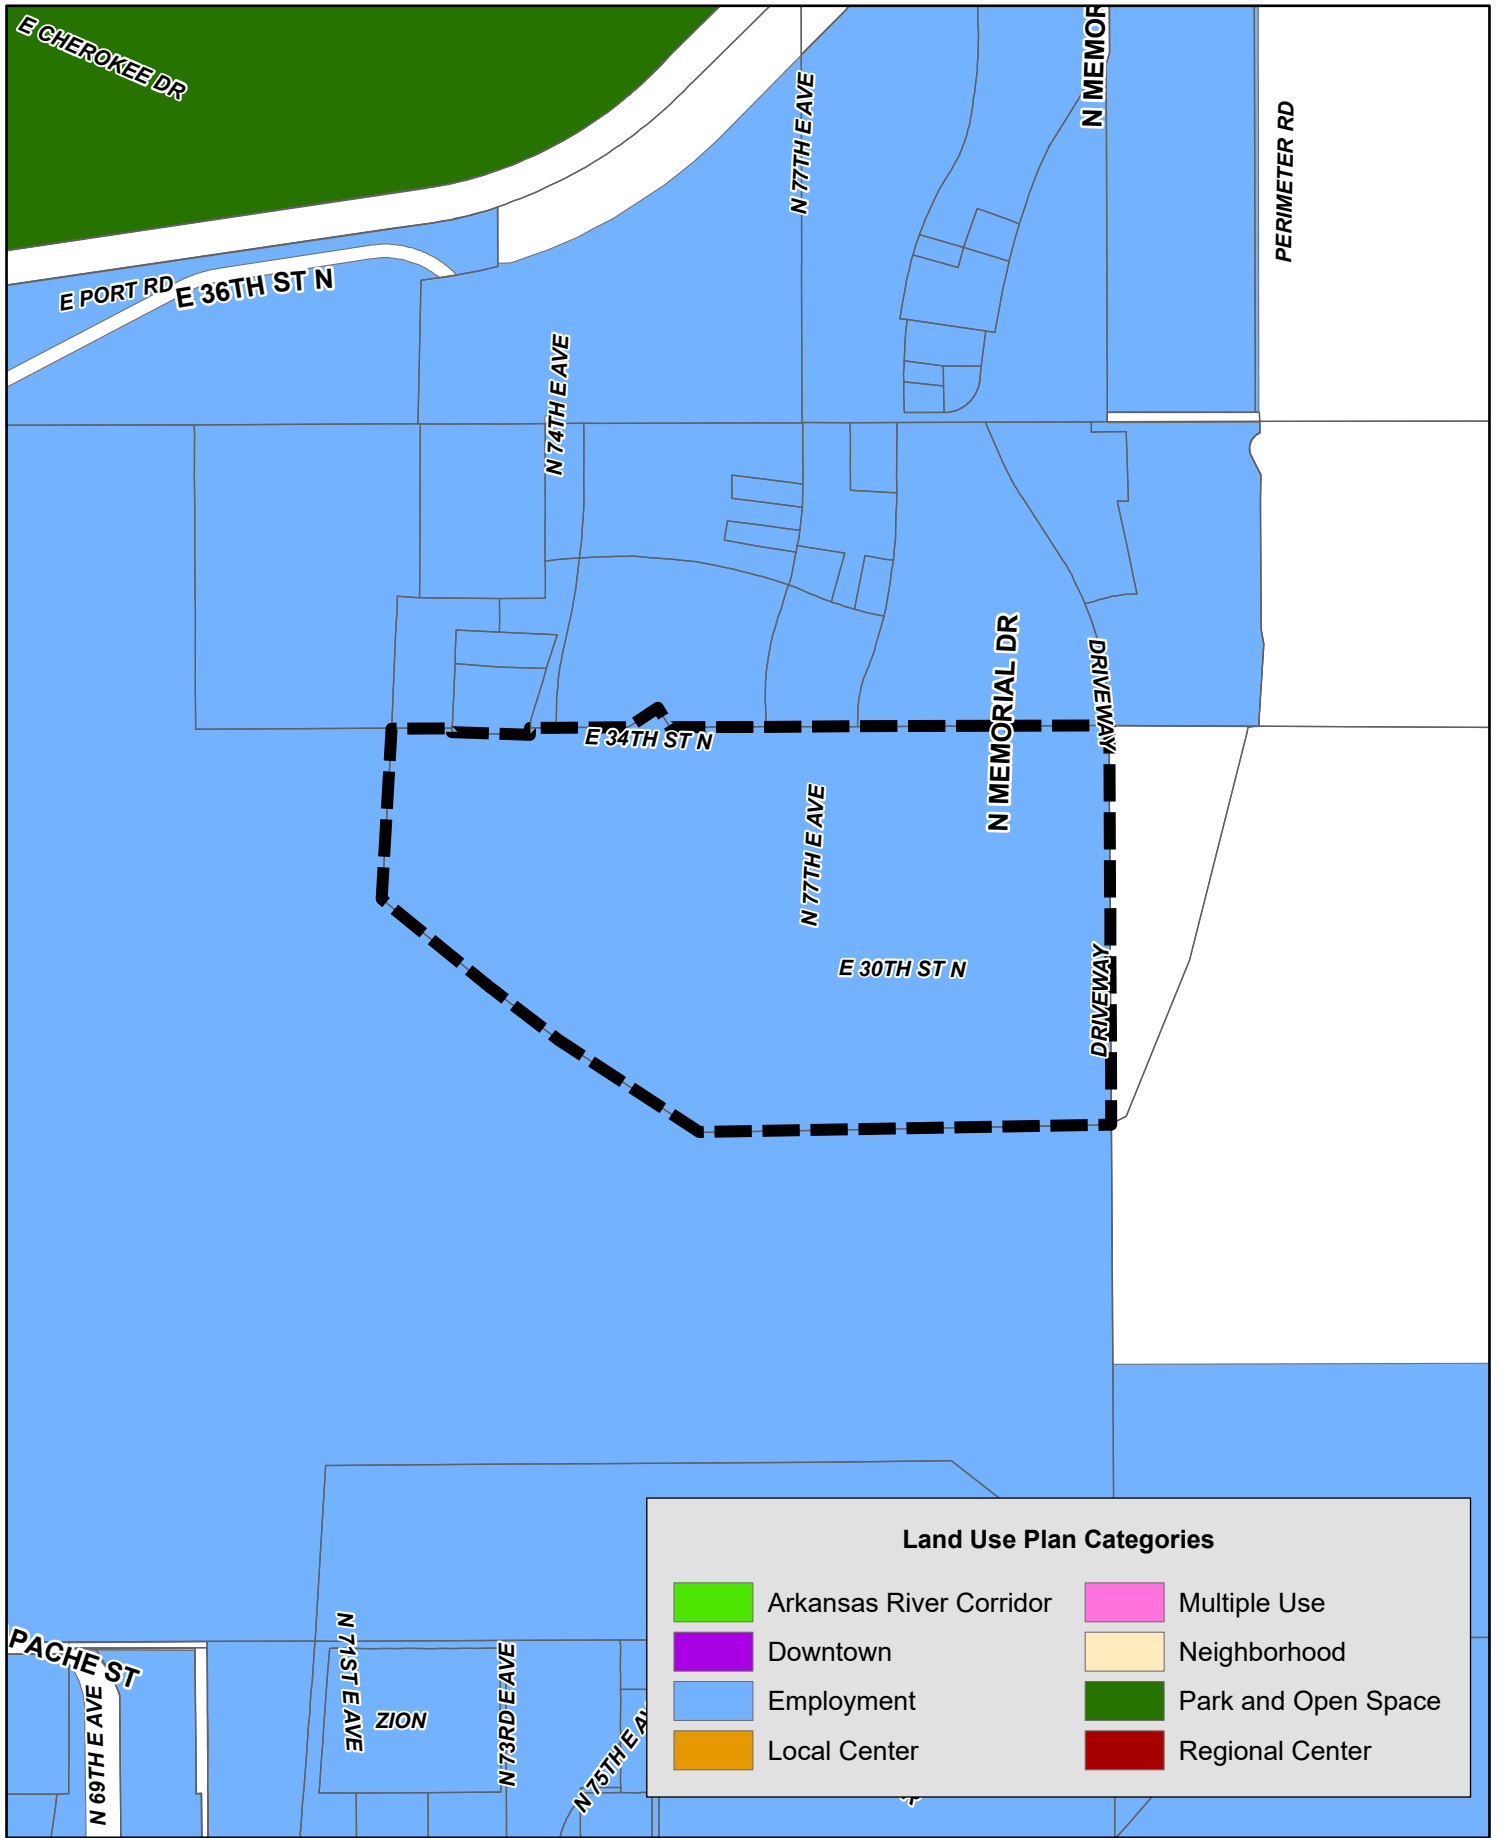 E CHEROKEE DR
N MEMOR
N 77TH E AVE
PERIMETER RD
E PORT RD
E 36TH ST N
N 74TH E AVE
N MEMORIAL DR
DRIVEWAY
E 34TH ST N
N 77TH E AVE
E 30TH ST N
DRIVEWAY
PACHE ST
N 69TH E AVE
N 71ST E AVE
ZION
N 73RD E AVE
N 75TH E AV
Land Use Plan Categories
Arkansas River Corridor
Downtown
Employment
Local Center
Multiple Use
Neighborhood
Park and Open Space
Regional Center